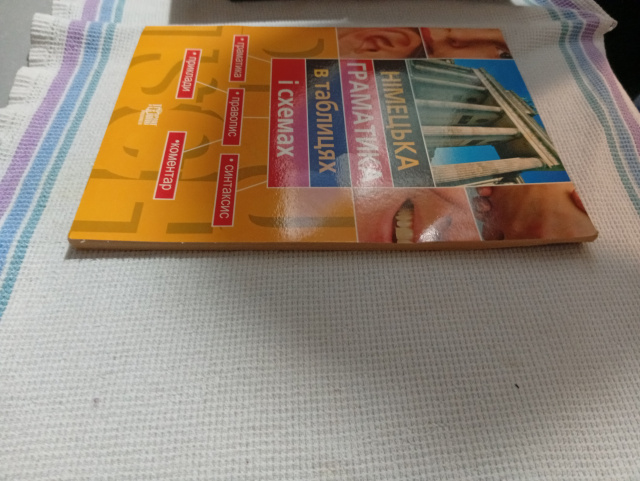 НІМЕЦЬКА
ГРАМАТИКА
в таблицях
і схемах
• граматика
• правопис
• синтаксис
• приклади
• коментар